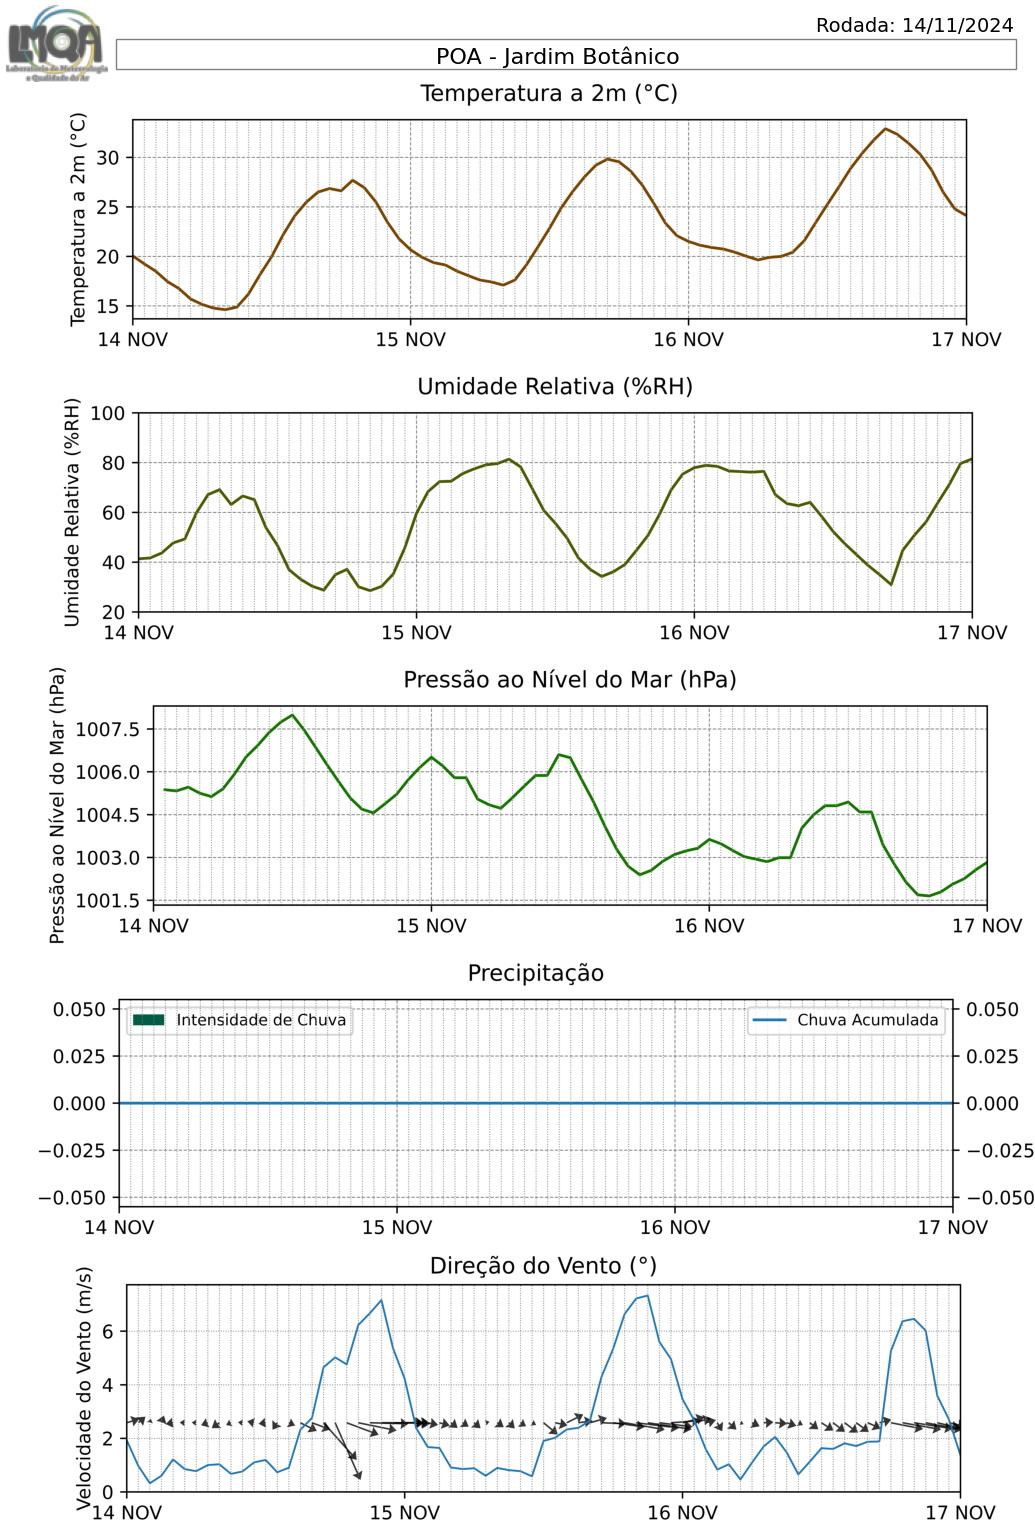 Rodada: 14/11/2024
LMQA
Laboratório de Meteorologia
e Qualidade do Ar
POA - Jardim Botânico
Temperatura a 2m (°C)
Temperatura a 2m (°C)
30
25
20
15
14 NOV 15 NOV 16 NOV 17 NOV
Umidade Relativa (%RH)
Umidade Relativa (%RH)
100
80
60
40
20
14 NOV 15 NOV 16 NOV 17 NOV
Pressão ao Nível do Mar (hPa)
Pressão ao Nível do Mar (hPa)
1007.5
1006.0
1004.5
1003.0
1001.5
14 NOV 15 NOV 16 NOV 17 NOV
Precipitação
Intensidade de Chuva
Chuva Acumulada
0.050 0.050
0.025 0.025
0.000 0.000
−0.025 −0.025
−0.050 −0.050
14 NOV 15 NOV 16 NOV 17 NOV
Direção do Vento (°)
Velocidade do Vento (m/s)
6
4
2
0
14 NOV 15 NOV 16 NOV 17 NOV